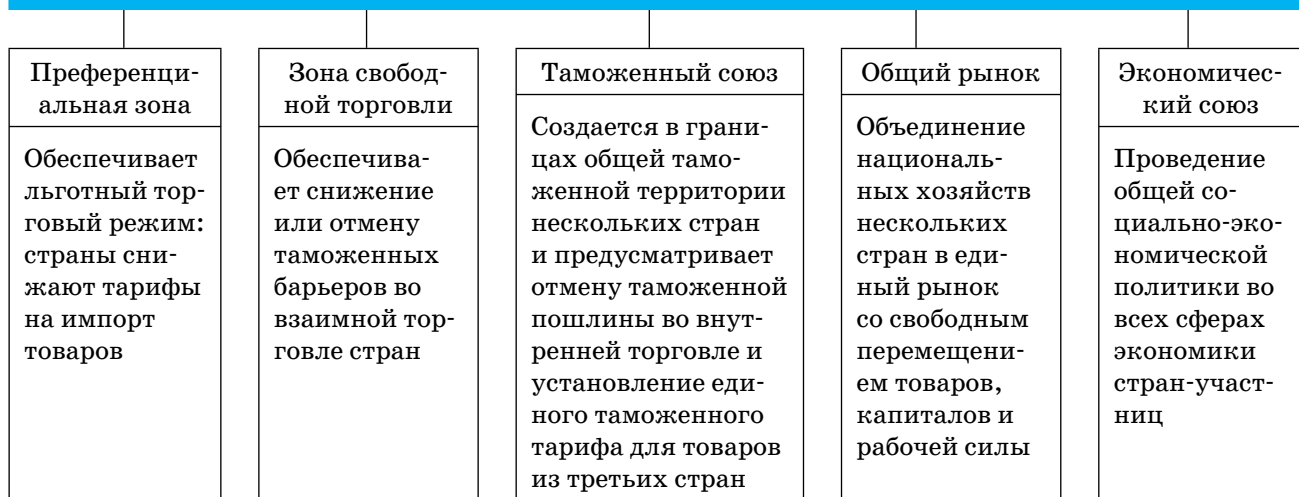 Преференци-
альная зона
Обеспечивает
льготный тор-
говый режим:
страны сни-
жают тарифы
на импорт
товаров
Зона свобод-
ной торговли
Обеспечива-
ет снижение
или отмену
таможенных
барьеров во
взаимной тор-
говле стран
Таможенный союз
Создается в грани-
цах общей тамо-
женной территории
нескольких стран
и предусматривает
отмену таможенной
пошлины во внут-
ренней торговле и
установление еди-
ного таможенного
тарифа для товаров
из третьих стран
Общий рынок
Объединение
националь-
ных хозяйств
нескольких
стран в еди-
ный рынок
со свободным
перемещени-
ем товаров,
капиталов и
рабочей силы
Экономичес-
кий союз
Проведение
общей со-
циально-эко-
номической
политики во
всех сферах
экономики
стран-участ-
ниц